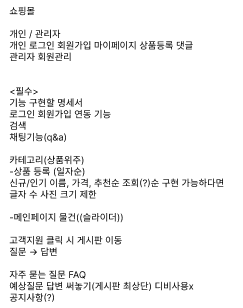 쇼핑몰
개인 / 관리자
개인 로그인 회원가입 마이페이지 상품등록 댓글
관리자 회원관리
<필수>
기능 구현할 명세서
로그인 회원가입 연동 기능
검색
채팅기능(q&a)
카테고리(상품위주)
-상품 등록 (일자순)
신규/인기 이름, 가격, 추천순 조회(?)순 구현 가능하다면
글자 수 사진 크기 제한
-메인페이지 물건((슬라이더))
고객지원 클릭 시 게시판 이동
질문 → 답변
자주 묻는 질문 FAQ
예상질문 답변 써놓기(게시판 최상단) 디비사용x
공지사항(?)